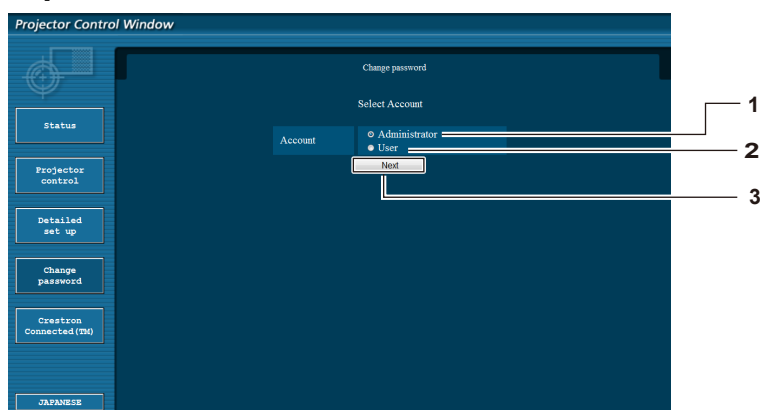 Projector Control Window
Change password
Select Account
Status
Account
Administrator
User
Next
Projector
control
Detailed
set up
Change
password
Crestron
Connected(TM)
JAPANESE
1
2
3